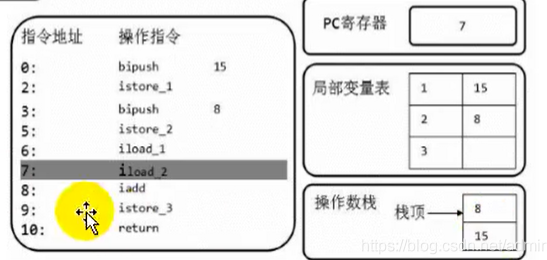 指令地址 操作指令
0: bipush 15
2: istore_1
3: bipush 8
5: istore_2
6: iload_1
7: iload_2
8: iadd
9: istore_3
10: return
PC寄存器 7
局部变量表
1 15
2 8
3
操作数栈
栈顶 8
15
https://blog.csdn.net/admir